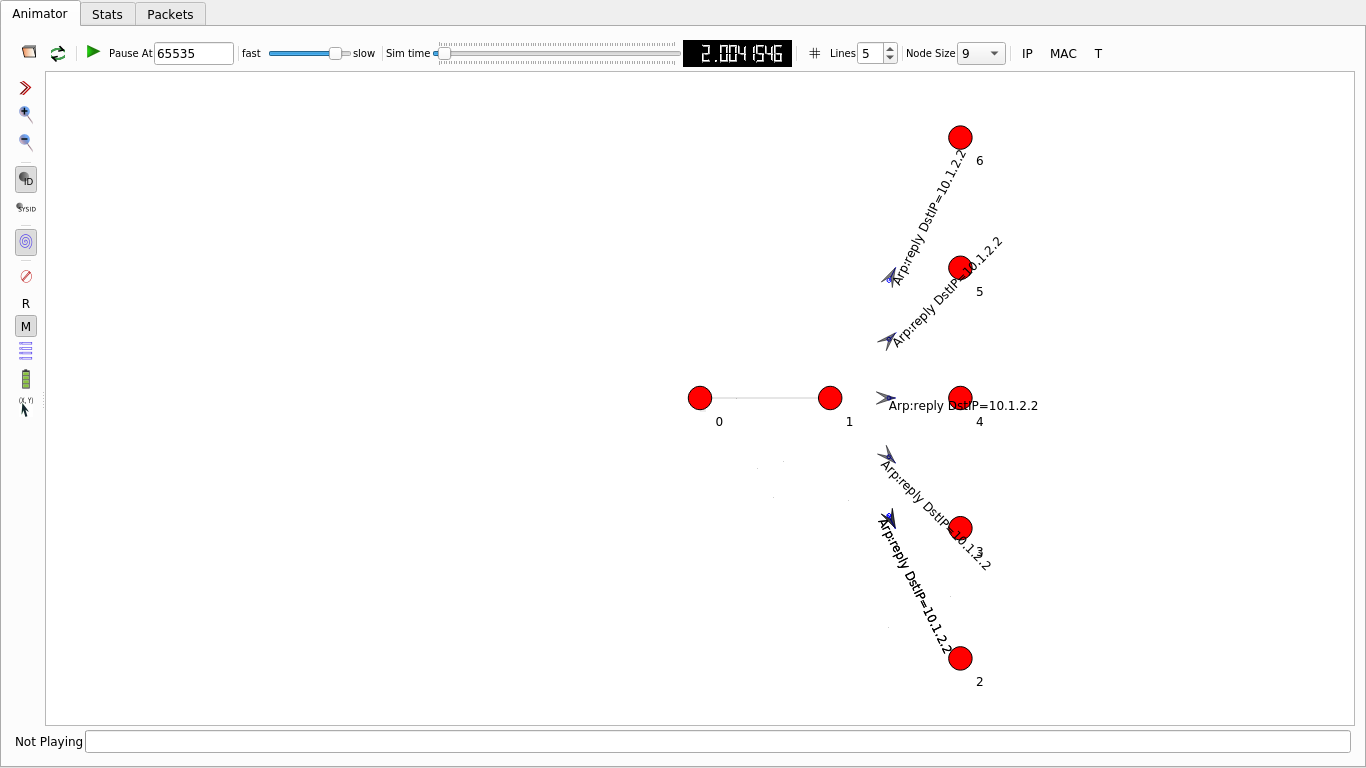 Animator Stats Packets
Pause At 65535 fast slow Sim time 2.0041546 Lines 5 Node Size 9 IP MAC T
ID
SYSID
R
M
(X, Y)
6
Arp:reply DstIP=10.1.2.2
5
Arp:reply DstIP=10.1.2.2
0
1
4
Arp:reply DstIP=10.1.2.2
3
Arp:reply DstIP=10.1.2.2
2
Arp:reply DstIP=10.1.2.2
Not Playing